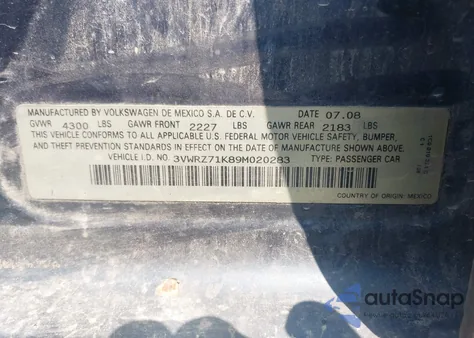 MANUFACTURED BY VOLKSWAGEN DE MEXICO S.A. DE C.V. DATE 07.08
GVWR 4300 LBS GAWR FRONT 2227 LBS GAWR REAR 2183 LBS
THIS VEHICLE CONFORMS TO ALL APPLICABLE U.S. FEDERAL MOTOR VEHICLE SAFETY, BUMPER,
AND THEFT PREVENTION STANDARDS IN EFFECT ON THE DATE OF MANUFACTURE SHOWN ABOVE.
VEHICLE I.D. NO. 3VWRZ71K89M020283 TYPE: PASSENGER CAR
COUNTRY OF ORIGIN: MEXICO
autoSnap